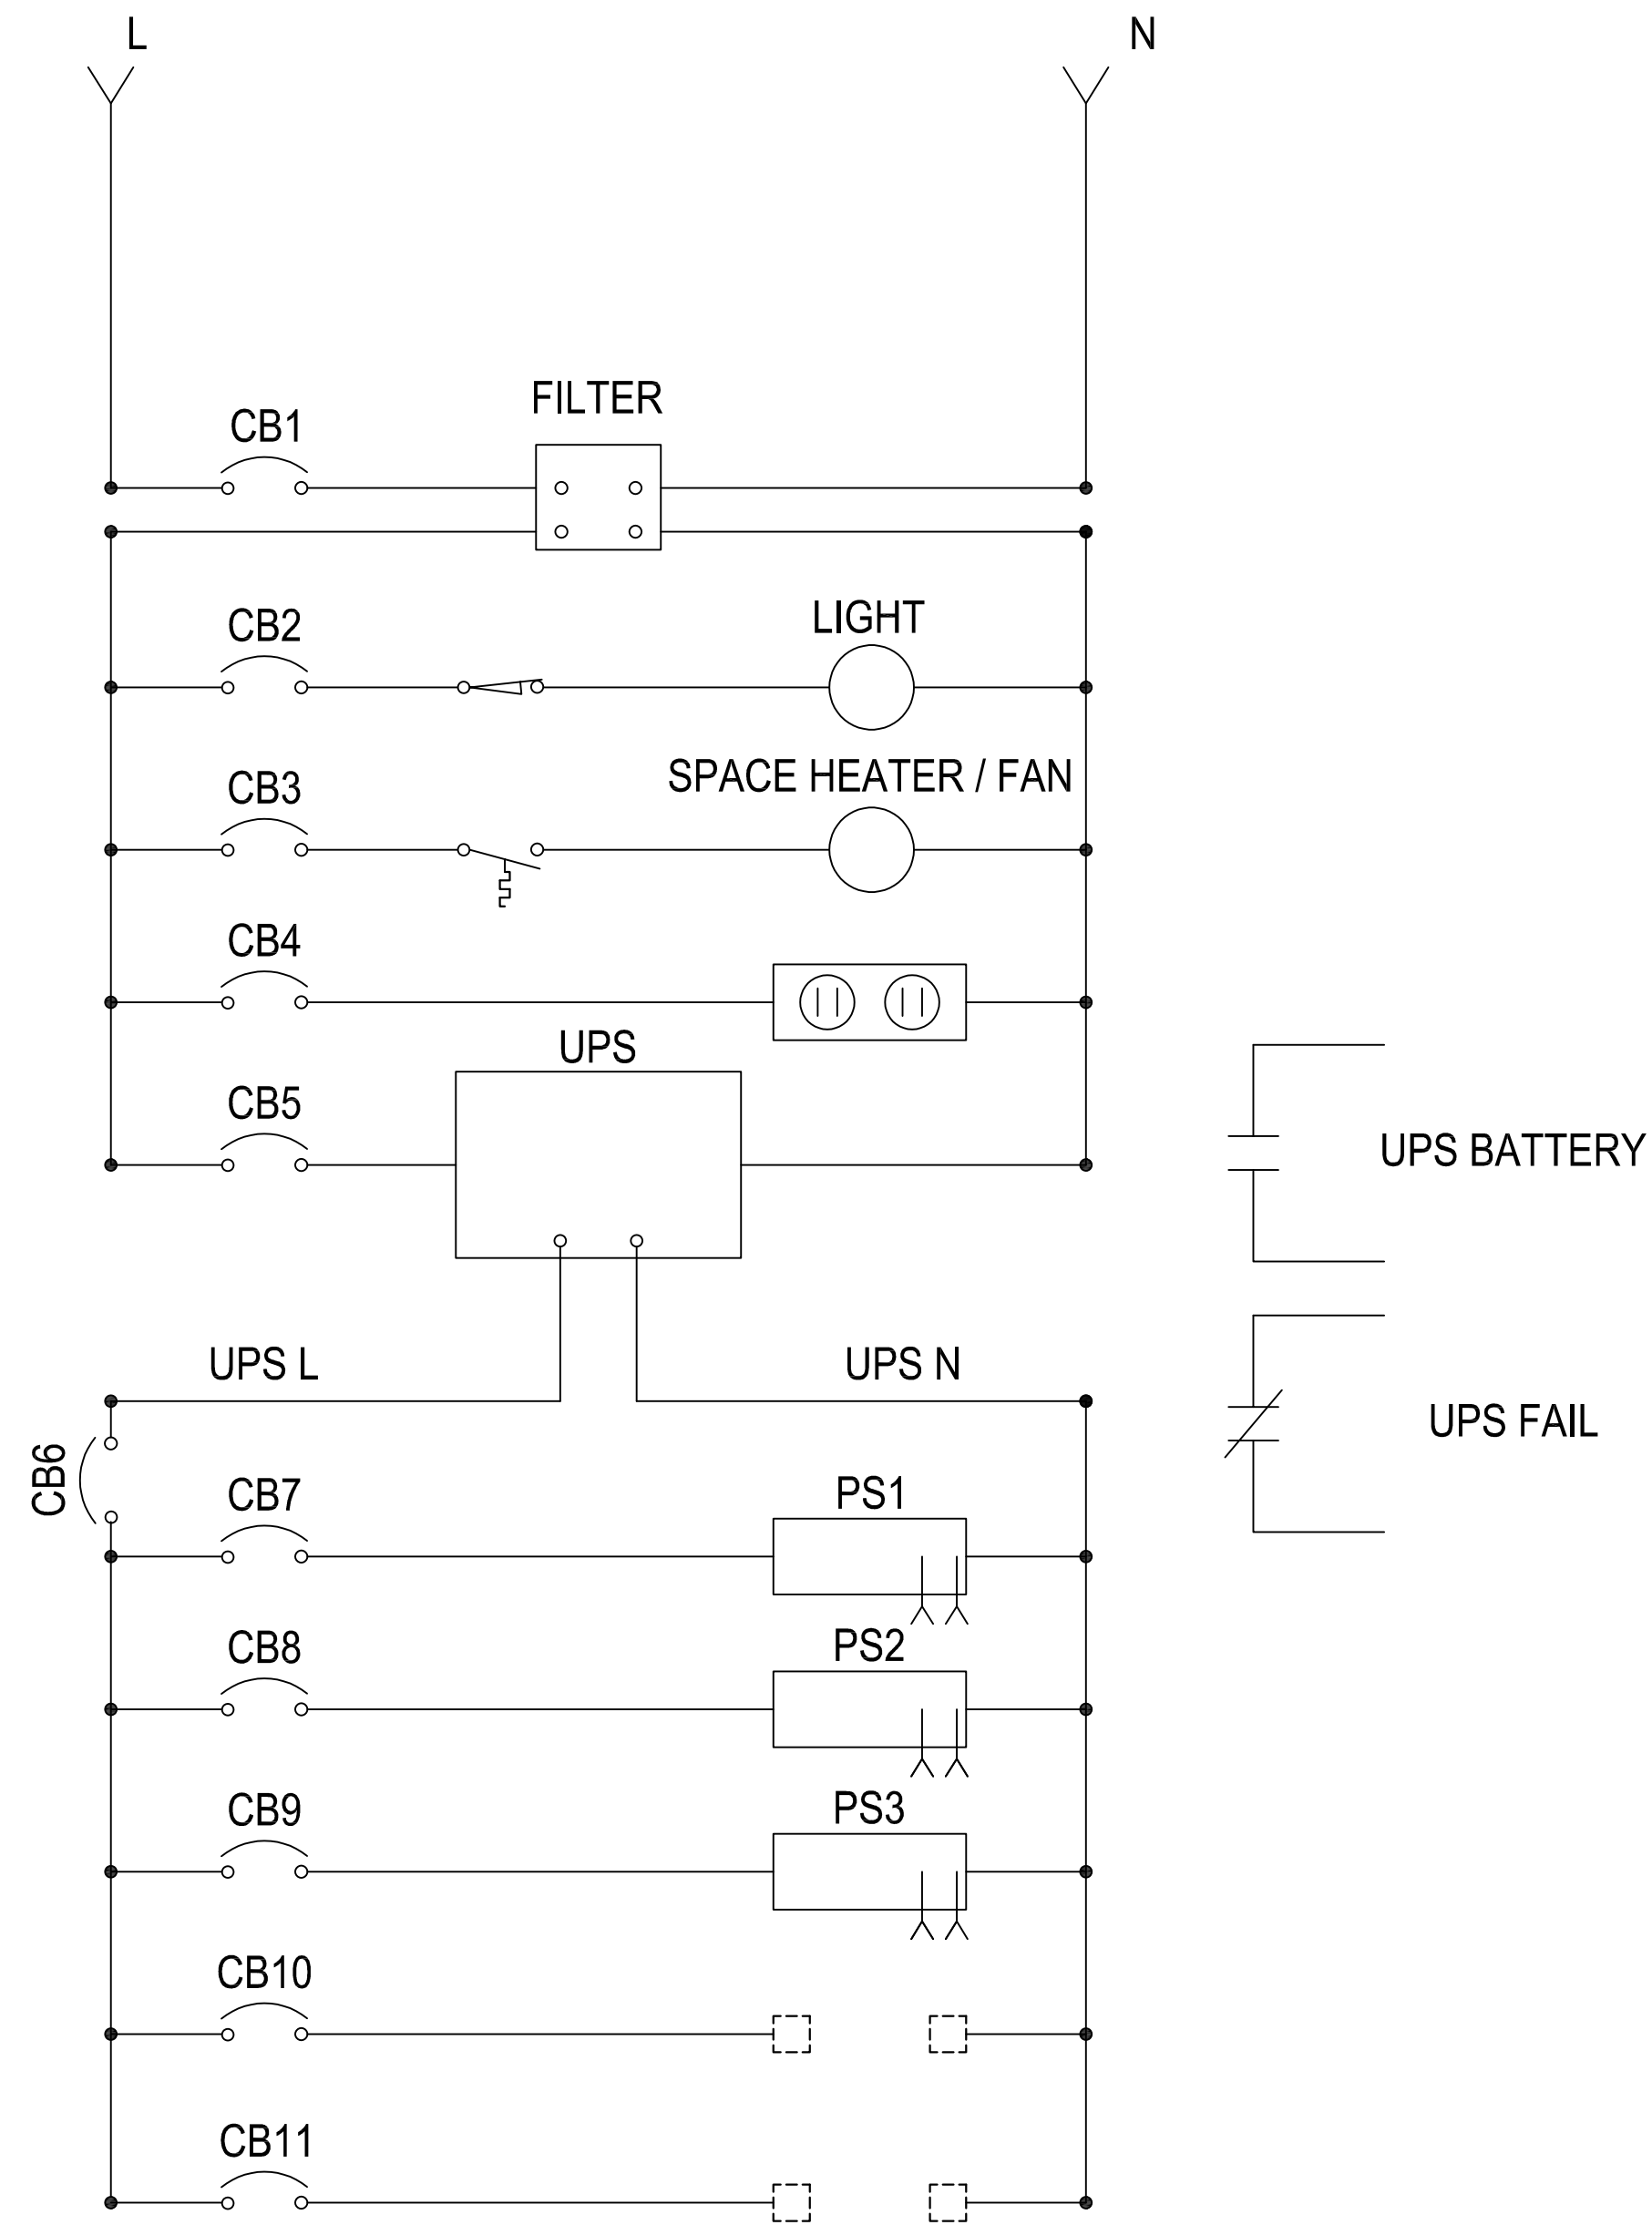 L
N
FILTER
CB1
LIGHT
CB2
SPACE HEATER / FAN
CB3
CB4
UPS
CB5
UPS BATTERY
UPS L
UPS N
UPS FAIL
CB6
CB7
PS1
CB8
PS2
CB9
PS3
CB10
CB11